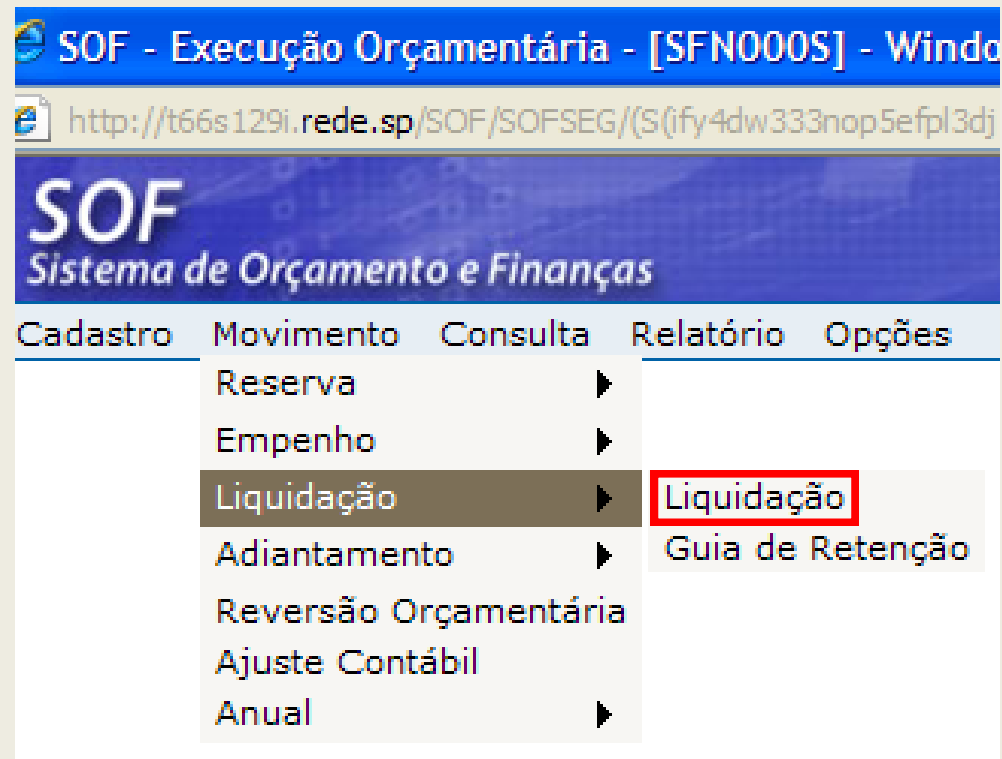 SOF - Execução Orçamentária - [SFN000S] - Windo
http://t66s129i.rede.sp/SOF/SOFSEG/(S(ify4dw333nop5efpl3dj
SOF
Sistema de Orçamento e Finanças
Cadastro Movimento Consulta Relatório Opções
Reserva
Empenho
Liquidação Liquidação
Adiantamento Guia de Retenção
Reversão Orçamentária
Ajuste Contábil
Anual